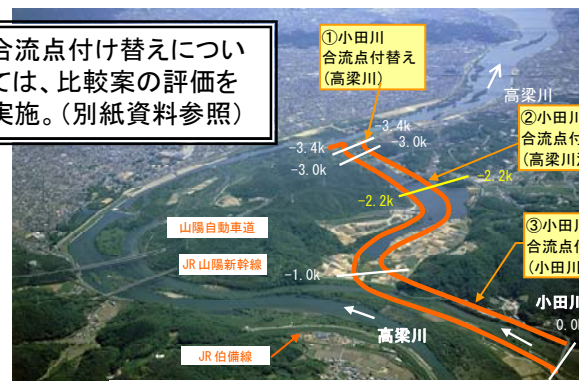 合流点付け替えについ
ては、比較案の評価を
実施。(別紙資料参照)
①小田川
合流点付替え
(高梁川)
高梁川
②小田川
合流点付
(高梁川
-3.4k
-3.4k
-3.0k
-3.0k
-2.2k
-2.2k
③小田川
合流点付
(小田川
山陽自動車道
JR山陽新幹線
-1.0k
小田川
0.0k
高梁川
JR伯備線